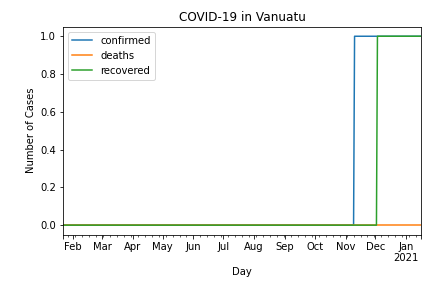 COVID-19 in Vanuatu
confirmed
deaths
recovered
1.0
0.8
0.6
0.4
0.2
0.0
Number of Cases
Feb Mar Apr May Jun Jul Aug Sep Oct Nov Dec Jan
2021
Day